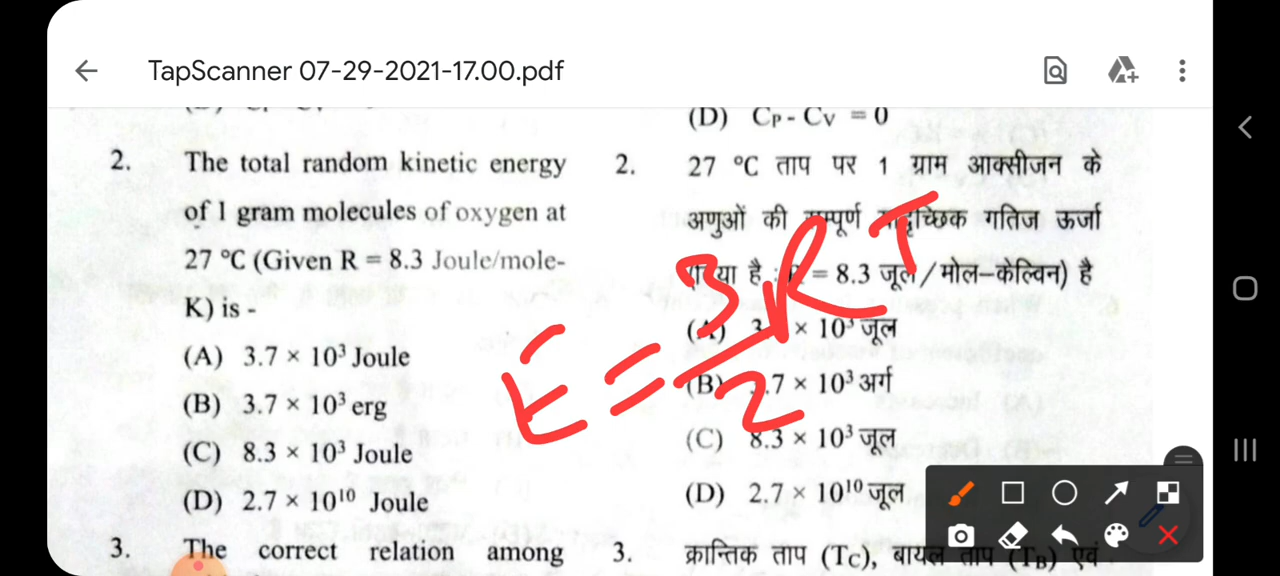 TapScanner 07-29-2021-17.00.pdf
(D) CP - CV = 0
2. The total random kinetic energy
of 1 gram molecules of oxygen at
27 °C (Given R = 8.3 Joule/mole-
K) is -
(A) 3.7 × 10³ Joule
(B) 3.7 × 10³ erg
(C) 8.3 × 10³ Joule
(D) 2.7 × 10¹⁰ Joule
3. The correct relation among
2. 27 °C ताप पर 1 ग्राम आक्सीजन के
अणुओं की सम्पूर्ण गतिज ऊर्जा
है : = 8.3 जूल/मोल-केल्विन) है
(A) 3. × 10³ जूल
(B) .7 × 10³ अर्ग
(C) 8.3 × 10³ जूल
(D) 2.7 × 10¹⁰ जूल
3. क्रान्तिक ताप (TC), बायल ताप (TB) एवं
E = 3RT
2